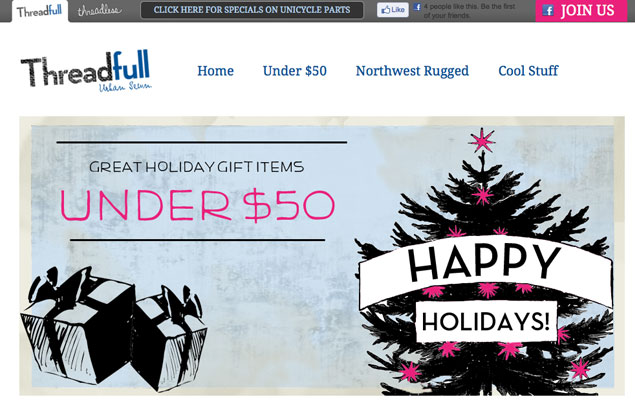 Threadfull threadless CLICK HERE FOR SPECIALS ON UNICYCLE PARTS Like 4 people like this. Be the first
of your friends. JOIN US
Threadfull
Home Under $50 Northwest Rugged Cool Stuff
GREAT HOLIDAY GIFT ITEMS
UNDER $50
HAPPY
HOLIDAYS!